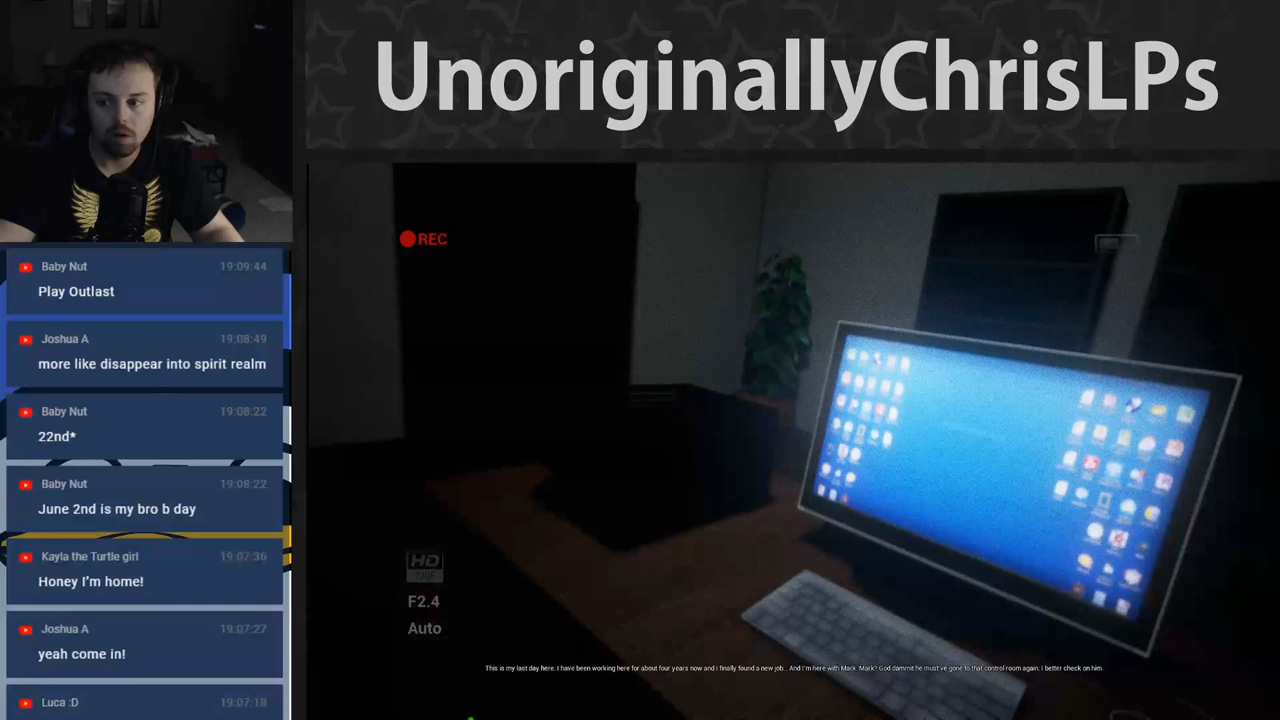 UnoriginallyChrisLPs
Baby Nut 19:09:44
Play Outlast
Joshua A 19:08:49
more like disappear into spirit realm
Baby Nut 19:08:22
22nd*
Baby Nut 19:08:22
June 2nd is my bro b day
Kayla the Turtle girl 19:07:36
Honey I'm home!
Joshua A 19:07:27
yeah come in!
Luca :D 19:07:18
REC
HD
F2.4
Auto
This is my last day here. I have been working here for about four years now and I finally found a new job... And I'm here with Mark. Mark? God dammit he must've gone to that control room again. I better check on him.